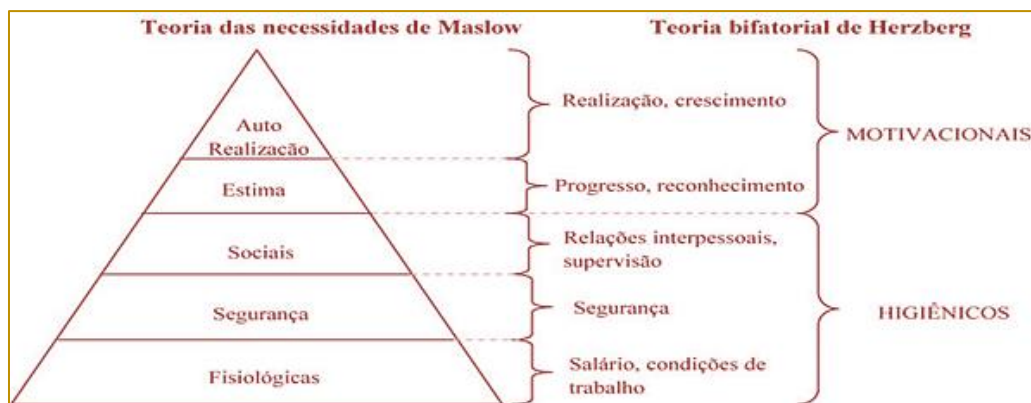 Teoria das necessidades de Maslow
Teoria bifatorial de Herzberg
Auto
Realização
Estima
Sociais
Segurança
Fisiológicas
Realização, crescimento
Progresso, reconhecimento
Relações interpessoais,
supervisão
Segurança
Salário, condições de
trabalho
MOTIVACIONAIS
HIGIÊNICOS